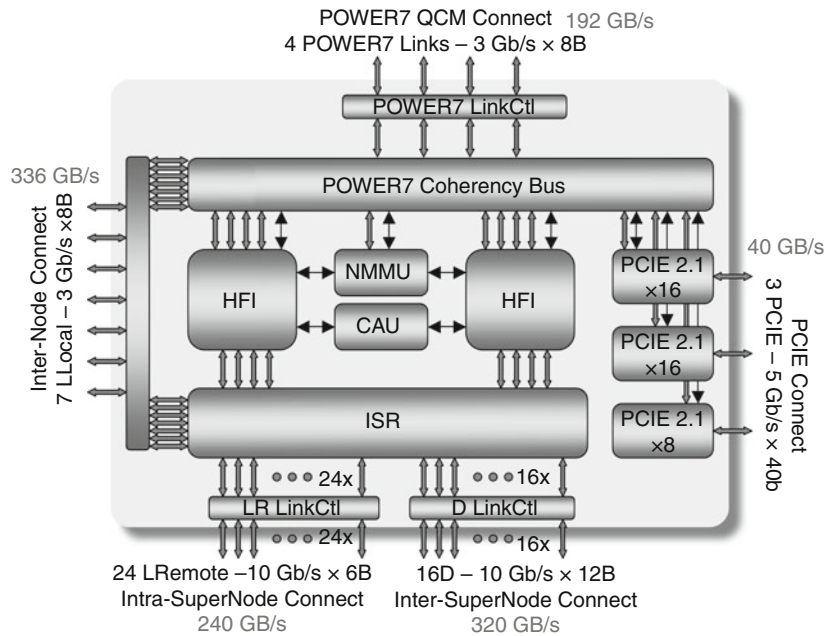 POWER7 QCM Connect 192 GB/s
4 POWER7 Links – 3 Gb/s × 8B
POWER7 LinkCtl
POWER7 Coherency Bus
336 GB/s
Inter-Node Connect
7 LLocal – 3 Gb/s ×8B
HFI
NMMU
CAU
HFI
PCIE 2.1
×16
PCIE 2.1
×16
PCIE 2.1
×8
40 GB/s
PCIE Connect
3 PCIE – 5 Gb/s × 40b
ISR
24x
16x
LR LinkCtl
D LinkCtl
24x
16x
24 LRemote –10 Gb/s × 6B
Intra-SuperNode Connect
240 GB/s
16D – 10 Gb/s × 12B
Inter-SuperNode Connect
320 GB/s